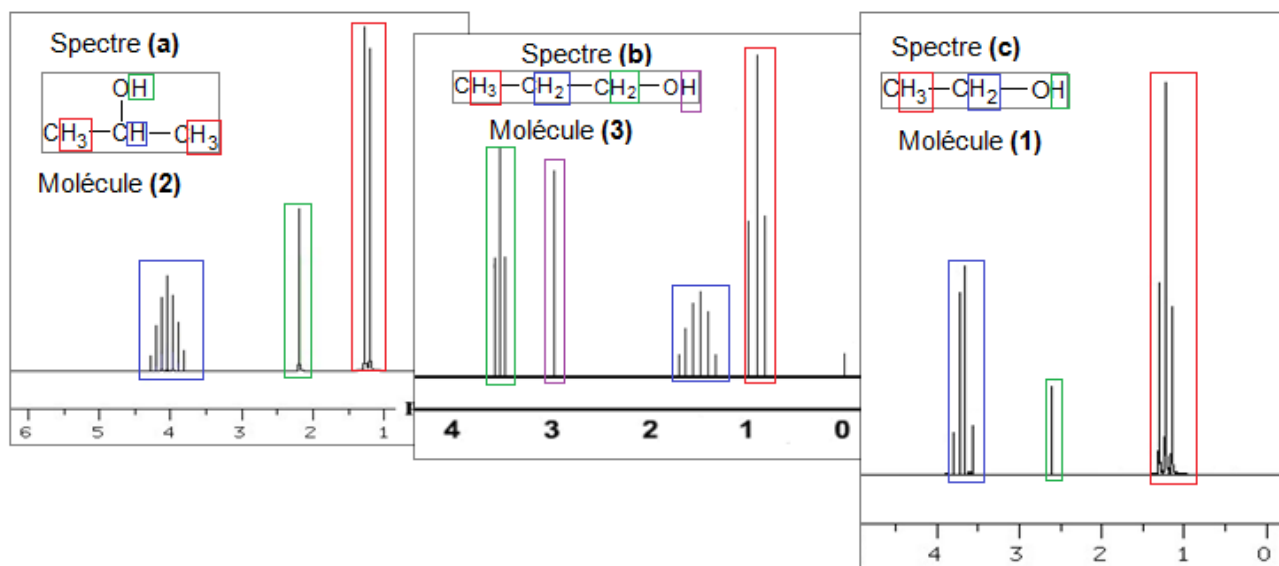 Spectre (a)
OH
CH3—CH—CH3
Molécule (2)
6 5 4 3 2 1
Spectre (b)
CH3—CH2—CH2—OH
Molécule (3)
4 3 2 1 0
Spectre (c)
CH3—CH2—OH
Molécule (1)
4 3 2 1 0